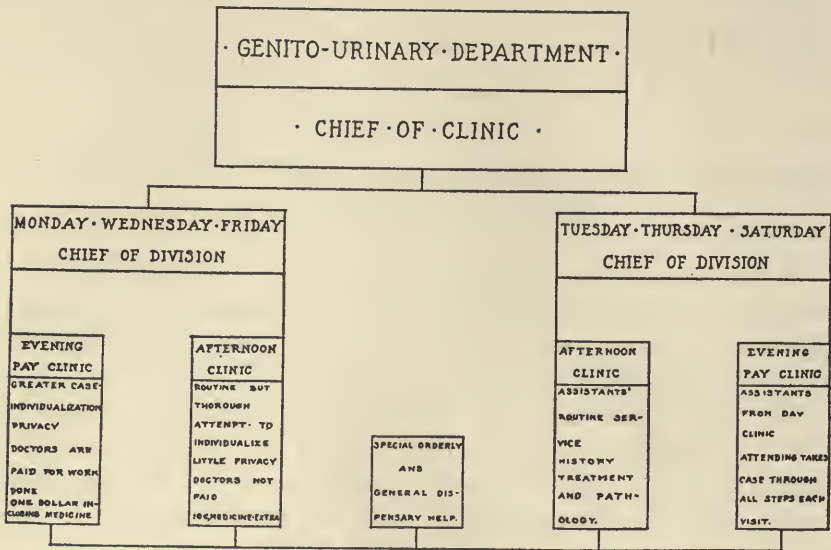 · GENITO-URINARY · DEPARTMENT ·
· CHIEF · OF · CLINIC ·
MONDAY · WEDNESDAY · FRIDAY
CHIEF OF DIVISION
TUESDAY · THURSDAY · SATURDAY
CHIEF OF DIVISION
EVENING
PAY CLINIC
GREATER CASE-
INDIVIDUALIZATION
PRIVACY
DOCTORS ARE
PAID FOR WORK
DONE
ONE DOLLAR IN-
CLUDING MEDICINE
AFTERNOON
CLINIC
ROUTINE BUT
THOROUGH
ATTEMPT · TO
INDIVIDUALIZE
LITTLE PRIVACY
DOCTORS NOT
PAID
10¢, MEDICINE-EXTRA
SPECIAL ORDERLY
AND
GENERAL DIS-
PENSARY HELP.
AFTERNOON
CLINIC
ASSISTANTS'
ROUTINE SER-
VICE
HISTORY
TREATMENT
AND PATH-
OLOGY.
EVENING
PAY CLINIC
ASSISTANTS
FROM DAY
CLINIC
ATTENDING TAKES
CASE THROUGH
ALL STEPS EACH
VISIT.